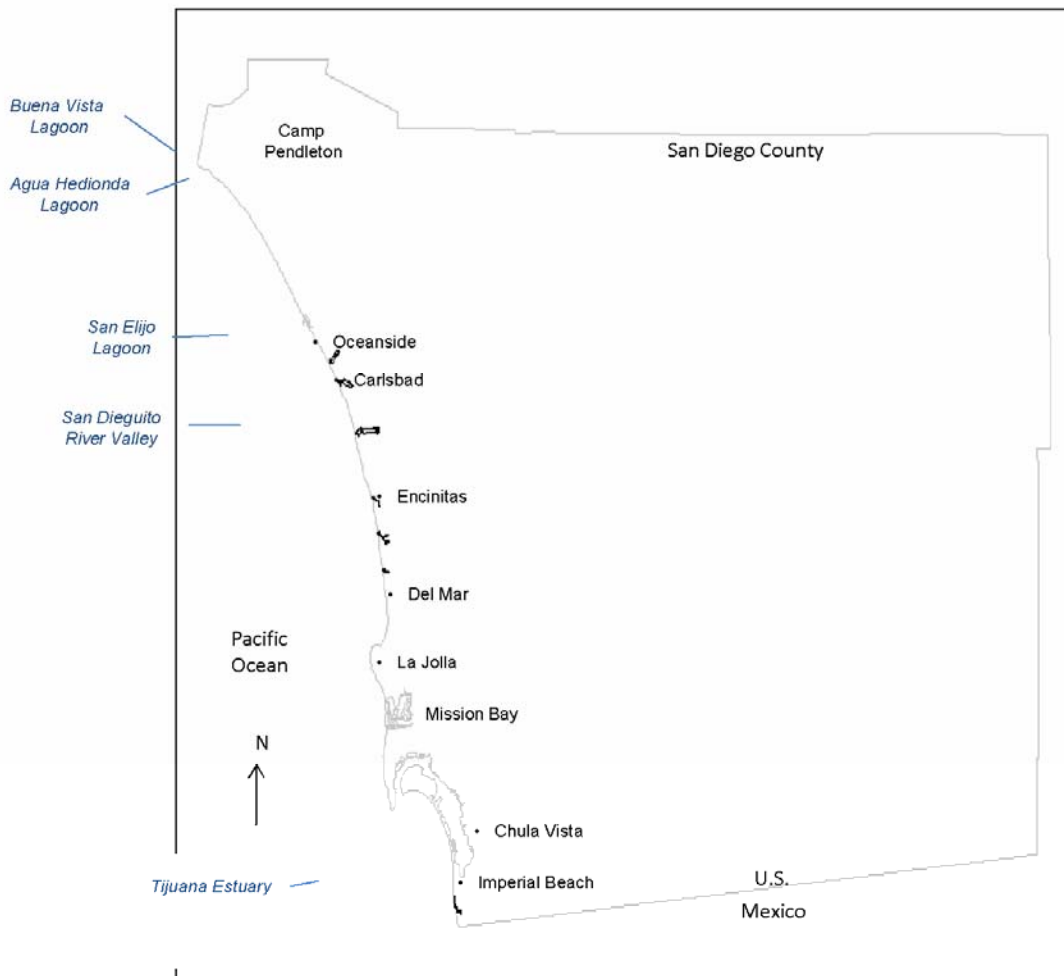 Buena Vista
Lagoon
Camp
Pendleton
San Diego County
Agua Hedionda
Lagoon
San Elijo
Lagoon
Oceanside
Carlsbad
San Dieguito
River Valley
Encinitas
Del Mar
Pacific
Ocean
La Jolla
Mission Bay
N
Chula Vista
Tijuana Estuary
Imperial Beach
U.S.
Mexico